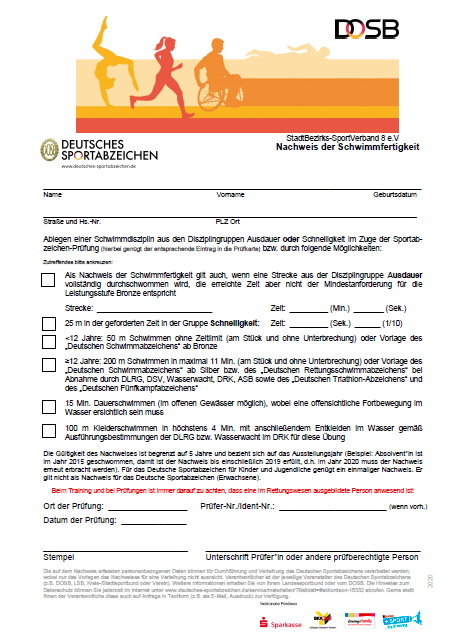 DOSB
StadtBezirks-SportVerband 8 e.V
Nachweis der Schwimmfertigkeit
DEUTSCHES
SPORTABZEICHEN
www.deutsches-sportabzeichen.de
Name Vorname Geburtsdatum
Straße und Hs.-Nr. PLZ Ort
Ablegen einer Schwimmdisziplin aus den Disziplingruppen Ausdauer oder Schnelligkeit im Zuge der Sportab-
zeichen-Prüfung (hierbei genügt der entsprechende Eintrag in die Prüfkarte) bzw. durch folgende Möglichkeiten:
Zutreffendes bitte ankreuzen:
Als Nachweis der Schwimmfertigkeit gilt auch, wenn eine Strecke aus der Disziplingruppe Ausdauer
vollständig durchschwommen wird, die erreichte Zeit aber nicht der Mindestanforderung für die
Leistungsstufe Bronze entspricht
Strecke: Zeit: (Min.) (Sek.)
25 m in der geforderten Zeit in der Gruppe Schnelligkeit: Zeit: (Sek.) (1/10)
<12 Jahre: 50 m Schwimmen ohne Zeitlimit (am Stück und ohne Unterbrechung) oder Vorlage des
„Deutschen Schwimmabzeichens“ ab Bronze
≥12 Jahre: 200 m Schwimmen in maximal 11 Min. (am Stück und ohne Unterbrechung) oder Vorlage des
„Deutschen Schwimmabzeichens“ ab Silber bzw. des „Deutschen Rettungsschwimmabzeichens“ bei
Abnahme durch DLRG, DSV, Wasserwacht, DRK, ASB sowie des „Deutschen Triathlon-Abzeichens“ und
des „Deutschen Fünfkampfabzeichens“
15 Min. Dauerschwimmen (im offenen Gewässer möglich), wobei eine offensichtliche Fortbewegung im
Wasser ersichtlich sein muss
100 m Kleiderschwimmen in höchstens 4 Min. mit anschließendem Entkleiden im Wasser gemäß
Ausführungsbestimmungen der DLRG bzw. Wasserwacht im DRK für diese Übung
Die Gültigkeit des Nachweises ist begrenzt auf 5 Jahre und bezieht sich auf das Ausstellungsjahr (Beispiel: Absolvent*in ist
im Jahr 2015 geschwommen, damit ist der Nachweis bis einschließlich 2019 erfüllt, d.h. im Jahr 2020 muss der Nachweis
erneut erbracht werden). Für das Deutsche Sportabzeichen für Kinder und Jugendliche genügt ein einmaliger Nachweis. Er
gilt nicht als Nachweis für das Deutsche Sportabzeichen (Erwachsene).
Beim Training und bei Prüfungen ist immer darauf zu achten, dass eine im Rettungswesen ausgebildete Person anwesend ist!
Ort der Prüfung: Prüfer-Nr./Ident-Nr.: (wenn vorh.)
Datum der Prüfung:
Stempel Unterschrift Prüfer*in oder andere prüfberechtigte Person
Die auf dem Nachweis erfassten personenbezogenen Daten können für Durchführung und Verleihung des Deutschen Sportabzeichens verarbeitet werden,
wobei nur das Vorlegen des Nachweises für eine Verleihung nicht ausreicht. Verantwortlicher ist der jeweilige Veranstalter des Deutschen Sportabzeichens
(z.B. DOSB, LSB, Kreis-Stadtsportbund oder Verein). Weitere Informationen erhalten Sie von Ihrem Landessportbund oder vom DOSB. Die Hinweise zum
Datenschutz können Sie jederzeit im Internet unter
abrufen. Gerne stellt
Ihnen der Verantwortliche diese auch auf Anfrage in Textform (z.B. als E-Mail, Ausdruck) zur Verfügung.
2020
Nationale Förderer
Sparkasse
BKK